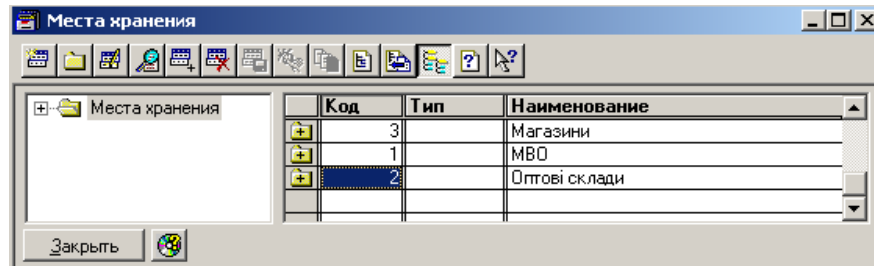 Места хранения
Места хранения
Код Тип Наименование
3 Магазини
1 МВО
2 Оптові склади
Закрыть